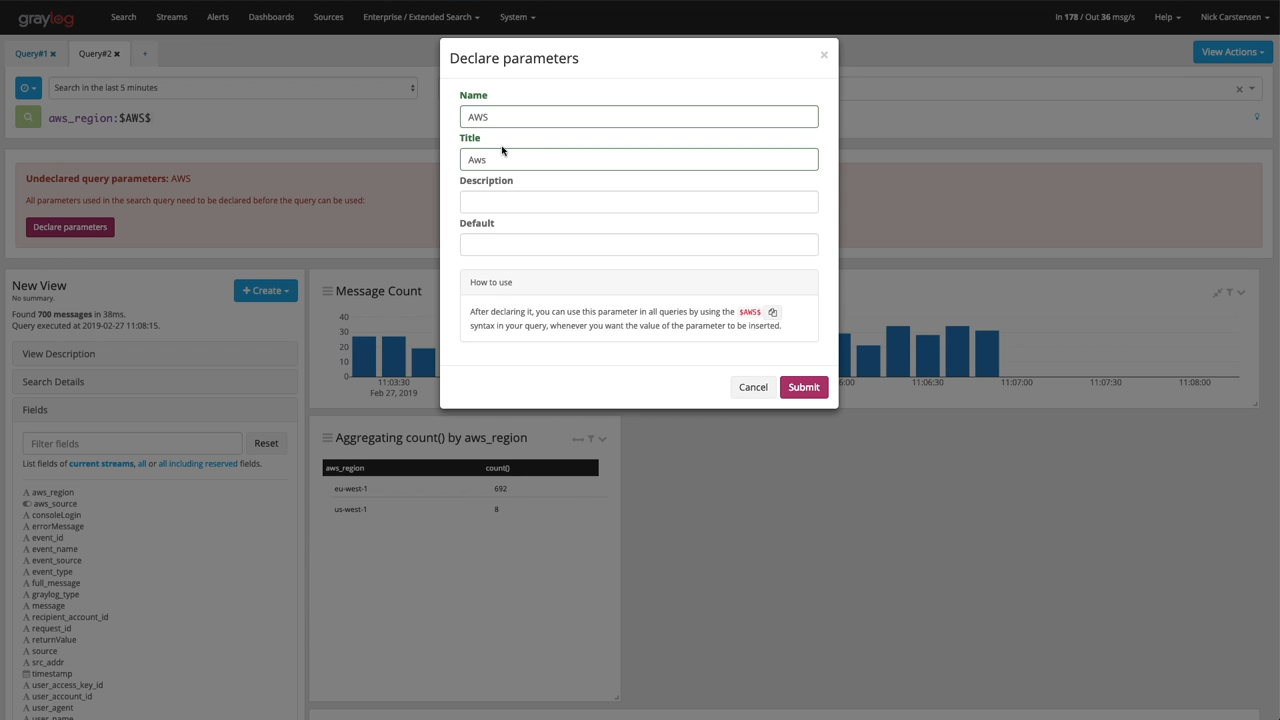 graylog
Search Streams Alerts Dashboards Sources Enterprise / Extended Search System In 178 / Out 36 msg/s Help Nick Carstensen
Query#1 Query#2 +
View Actions
Search in the last 5 minutes
aws_region:$AWS$
Undeclared query parameters: AWS
All parameters used in the search query need to be declared before the query can be used:
Declare parameters
Declare parameters
×
Name
AWS
Title
Aws
Description
Default
How to use
After declaring it, you can use this parameter in all queries by using the $AWS$
syntax in your query, whenever you want the value of the parameter to be inserted.
Cancel Submit
New View
No summary.
+ Create
Found 700 messages in 38ms.
Query executed at 2019-02-27 11:08:15.
View Description
Search Details
Fields
Filter fields
Reset
List fields of current streams, all or all including reserved fields.
aws_region
aws_source
consoleLogin
errorMessage
event_id
event_name
event_source
event_type
full_message
graylog_type
message
recipient_account_id
request_id
returnValue
source
src_addr
timestamp
user_access_key_id
user_account_id
user_agent
user_name
Message Count
40
30
20
10
0
11:03:30
Feb 27, 2019
6:00
11:06:30
11:07:00
11:07:30
11:08:00
Aggregating count() by aws_region
aws_region count()
eu-west-1 692
us-west-1 8